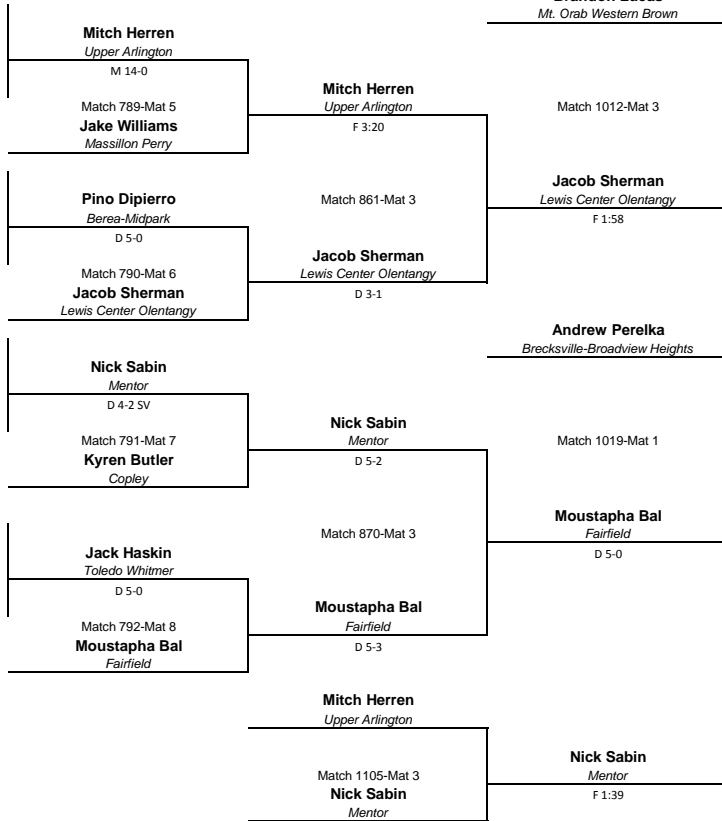 Brandon Lucas
Mt. Orab Western Brown
Mitch Herren
Upper Arlington
M 14-0
Match 789-Mat 5
Jake Williams
Massillon Perry
Mitch Herren
Upper Arlington
F 3:20
Match 1012-Mat 3
Pino Dipierro
Berea-Midpark
D 5-0
Match 790-Mat 6
Jacob Sherman
Lewis Center Olentangy
Match 861-Mat 3
Jacob Sherman
Lewis Center Olentangy
D 3-1
Jacob Sherman
Lewis Center Olentangy
F 1:58
Andrew Perelka
Brecksville-Broadview Heights
Nick Sabin
Mentor
D 4-2 SV
Match 791-Mat 7
Kyren Butler
Copley
Nick Sabin
Mentor
D 5-2
Match 1019-Mat 1
Jack Haskin
Toledo Whitmer
D 5-0
Match 792-Mat 8
Moustapha Bal
Fairfield
Match 870-Mat 3
Moustapha Bal
Fairfield
D 5-3
Moustapha Bal
Fairfield
D 5-0
Mitch Herren
Upper Arlington
Match 1105-Mat 3
Nick Sabin
Mentor
Nick Sabin
Mentor
F 1:39